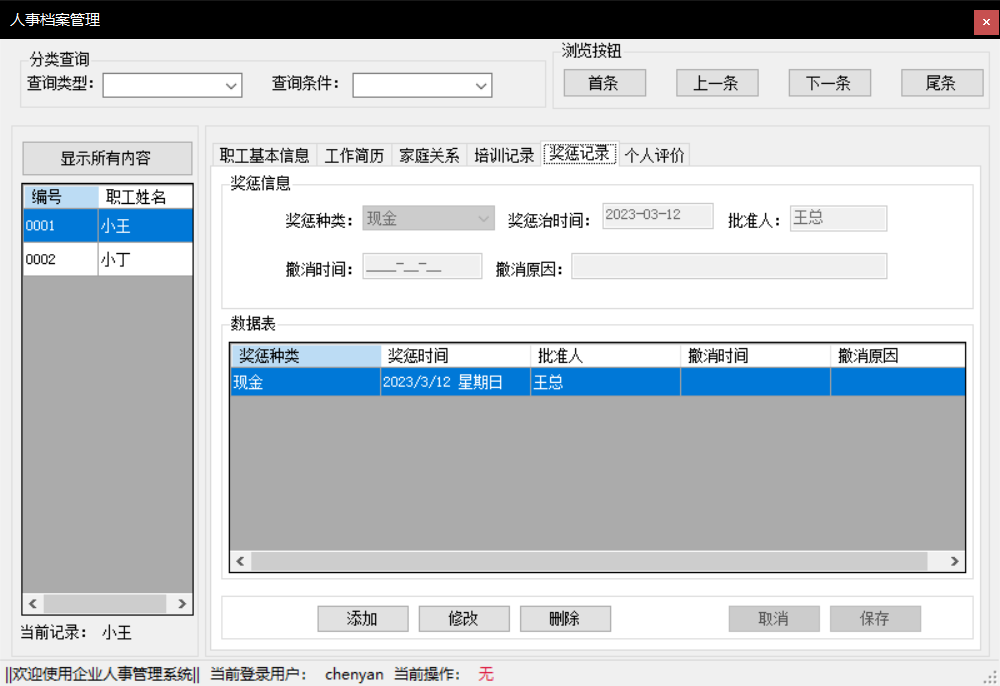 人事档案管理
分类查询
查询类型：
查询条件：
浏览按钮
首条
上一条
下一条
尾条
显示所有内容
编号 职工姓名
0001 小王
0002 小丁
当前记录： 小王
职工基本信息 工作简历 家庭关系 培训记录 奖惩记录 个人评价
奖惩信息
奖惩种类： 现金 奖惩治时间： 2023-03-12 批准人： 王总
撤消时间： ____-__-__ 撤消原因：
数据表
奖惩种类 奖惩时间 批准人 撤消时间 撤消原因
现金 2023/3/12 星期日 王总
添加 修改 删除 取消 保存
||欢迎使用企业人事管理系统|| 当前登录用户： chenyan 当前操作： 无